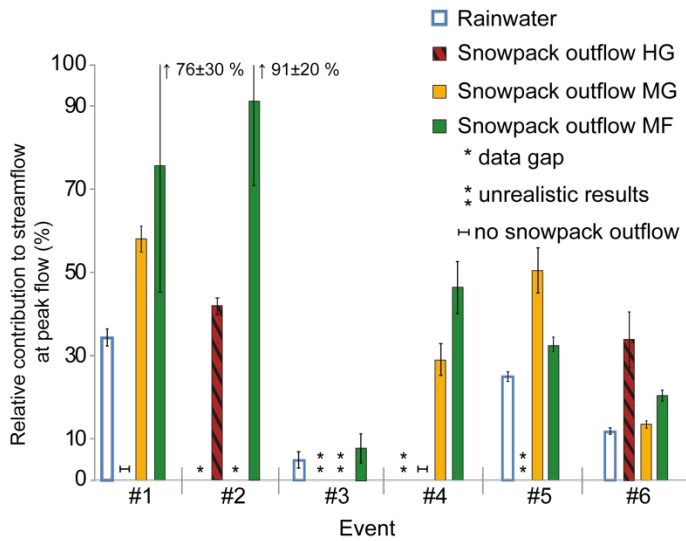 Rainwater
Snowpack outflow HG
Snowpack outflow MG
Snowpack outflow MF
* data gap
** unrealistic results
no snowpack outflow
↑ 76±30 % ↑ 91±20 %
Relative contribution to streamflow
at peak flow (%)
100
90
70
50
30
10
0
* * ** ** ** **
#1 #2 #3 #4 #5 #6
Event